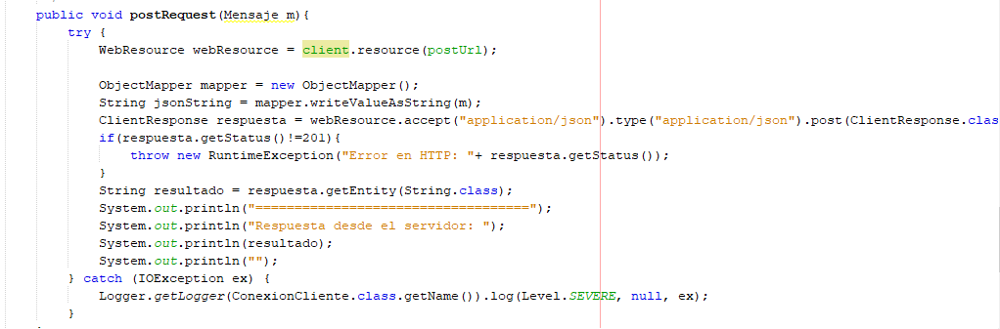 public void postRequest(Mensaje m){
try {
WebResource webResource = client.resource(postUrl);
ObjectMapper mapper = new ObjectMapper();
String jsonString = mapper.writeValueAsString(m);
ClientResponse respuesta = webResource.accept("application/json").type("application/json").post(ClientResponse.clas
if(respuesta.getStatus()!=201){
throw new RuntimeException("Error en HTTP: "+ respuesta.getStatus());
}
String resultado = respuesta.getEntity(String.class);
System.out.println("===================================");
System.out.println("Respuesta desde el servidor: ");
System.out.println(resultado);
System.out.println("");
} catch (IOException ex) {
Logger.getLogger(ConexionCliente.class.getName()).log(Level.SEVERE, null, ex);
}